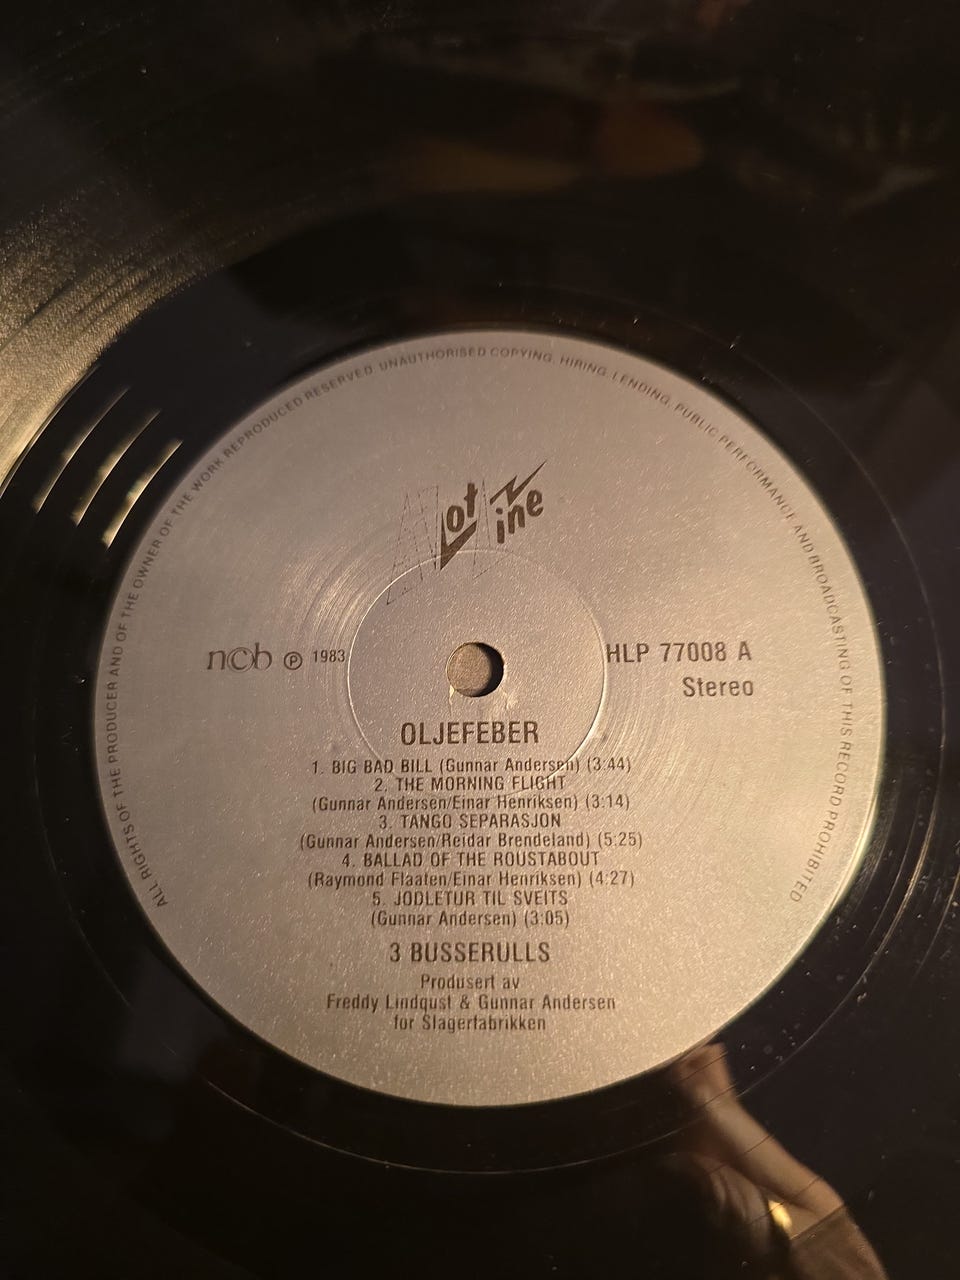 ALL RIGHTS OF THE PRODUCER AND OF THE OWNER OF THE WORK REPRODUCED RESERVED. UNAUTHORISED COPYING, HIRING, LENDING, PUBLIC PERFORMANCE AND BROADCASTING OF THIS RECORD PROHIBITED
Hot Line
ncb ℗ 1983
HLP 77008 A
Stereo
OLJEFEBER
1. BIG BAD BILL (Gunnar Andersen) (3:44)
2. THE MORNING FLIGHT
(Gunnar Andersen/Einar Henriksen) (3:14)
3. TANGO SEPARASJON
(Gunnar Andersen/Reidar Brendeland) (5:25)
4. BALLAD OF THE ROUSTABOUT
(Raymond Flaaten/Einar Henriksen) (4:27)
5. JODLETUR TIL SVEITS
(Gunnar Andersen) (3:05)
3 BUSSERULLS
Produsert av
Freddy Lindqust & Gunnar Andersen
for Slagerfabrikken